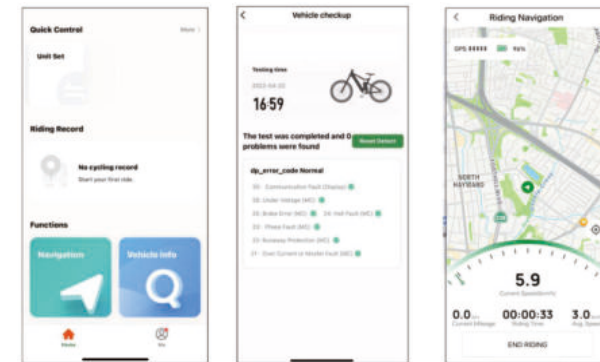 Quick Control
More
Unit Set
Riding Record
No cycling record
Start your first ride.
Functions
Navigation
Vehicle Info
Home
Me
Vehicle checkup
Testing time
2023-04-22
16:59
The test was completed and 0
problems were found
Reset Detect
dp_error_code Normal
Communication Fault (Display)
Under Voltage (MC)
Brake Error (MC)
Hall Fault (MC)
Phase Fault (MC)
Runaway Protection (MC)
Over Current or Mosfet Fault (MC)
Riding Navigation
GPS
96%
NORTH
HAYWARD
5.9
Current Speed(km/h)
0.0
00:00:33
3.0
Current Mileage
Riding Time
Avg. Speed
END RIDING